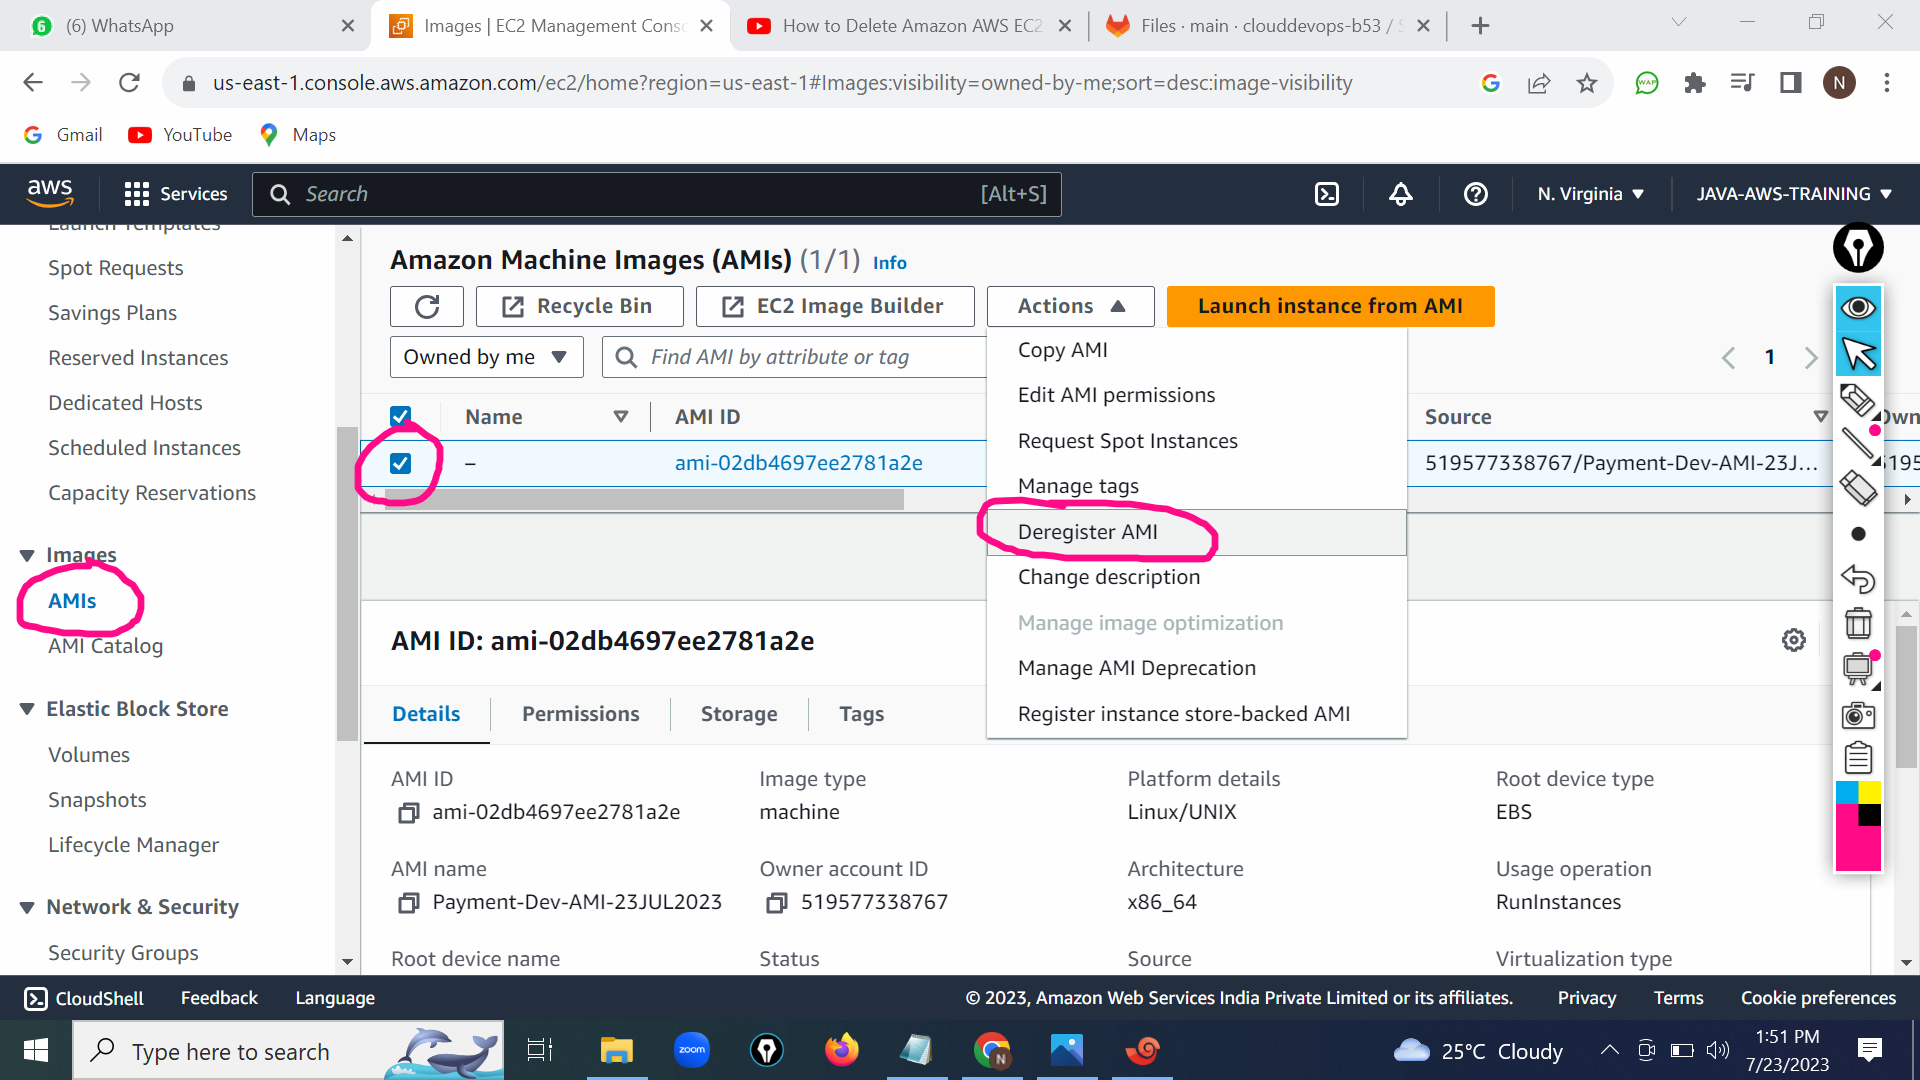 (6) WhatsApp
Images | EC2 Management Conso
How to Delete Amazon AWS EC2
Files · main · clouddevops-b53 / S
us-east-1.console.aws.amazon.com/ec2/home?region=us-east-1#Images:visibility=owned-by-me;sort=desc:image-visibility
N
Gmail
YouTube
Maps
aws
Services
Search
[Alt+S]
N. Virginia
JAVA-AWS-TRAINING
Launch Templates
Spot Requests
Savings Plans
Reserved Instances
Dedicated Hosts
Scheduled Instances
Capacity Reservations
Images
AMIs
AMI Catalog
Elastic Block Store
Volumes
Snapshots
Lifecycle Manager
Network & Security
Security Groups
Amazon Machine Images (AMIs) (1/1) Info
Recycle Bin
EC2 Image Builder
Actions
Launch instance from AMI
Owned by me
Find AMI by attribute or tag
1
Copy AMI
Edit AMI permissions
Request Spot Instances
Manage tags
Deregister AMI
Change description
Manage image optimization
Manage AMI Deprecation
Register instance store-backed AMI
Name
AMI ID
Source
Own
–
ami-02db4697ee2781a2e
519577338767/Payment-Dev-AMI-23J...
5195
AMI ID: ami-02db4697ee2781a2e
Details
Permissions
Storage
Tags
AMI ID
Image type
Platform details
Root device type
ami-02db4697ee2781a2e
machine
Linux/UNIX
EBS
AMI name
Owner account ID
Architecture
Usage operation
Payment-Dev-AMI-23JUL2023
519577338767
x86_64
RunInstances
Root device name
Status
Source
Virtualization type
CloudShell
Feedback
Language
© 2023, Amazon Web Services India Private Limited or its affiliates.
Privacy
Terms
Cookie preferences
Type here to search
zoom
N
25°C Cloudy
1:51 PM
7/23/2023